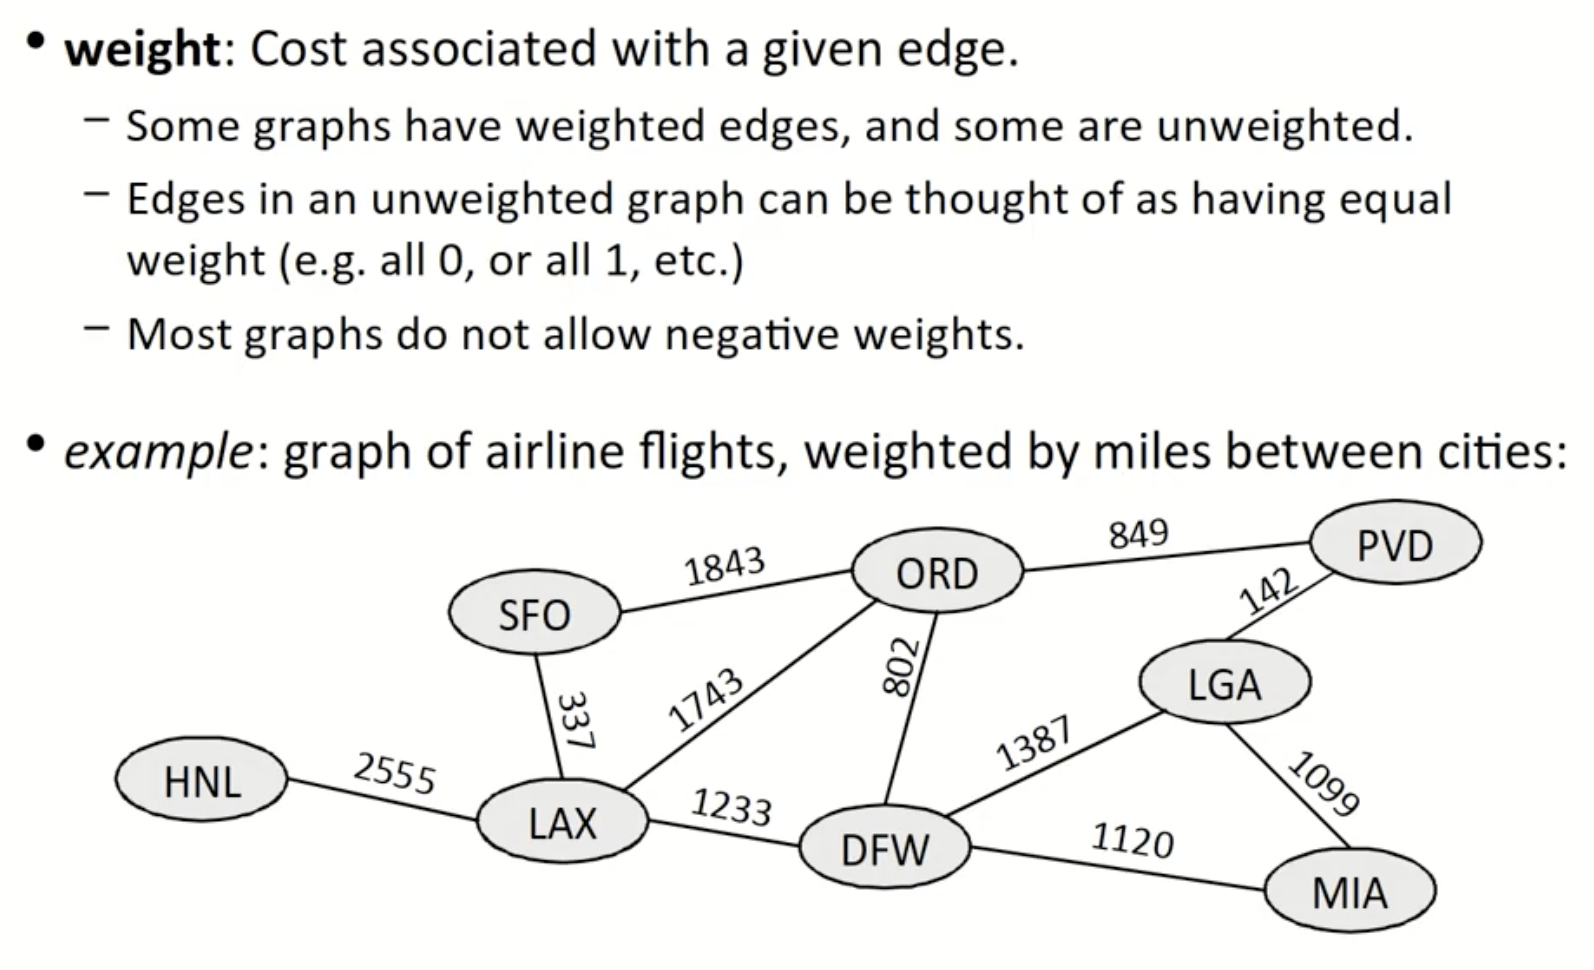 • weight: Cost associated with a given edge.
– Some graphs have weighted edges, and some are unweighted.
– Edges in an unweighted graph can be thought of as having equal
weight (e.g. all 0, or all 1, etc.)
– Most graphs do not allow negative weights.
• example: graph of airline flights, weighted by miles between cities:
849
PVD
1843
ORD
142
SFO
802
LGA
337
1743
1387
HNL
2555
1099
LAX
1233
DFW
1120
MIA